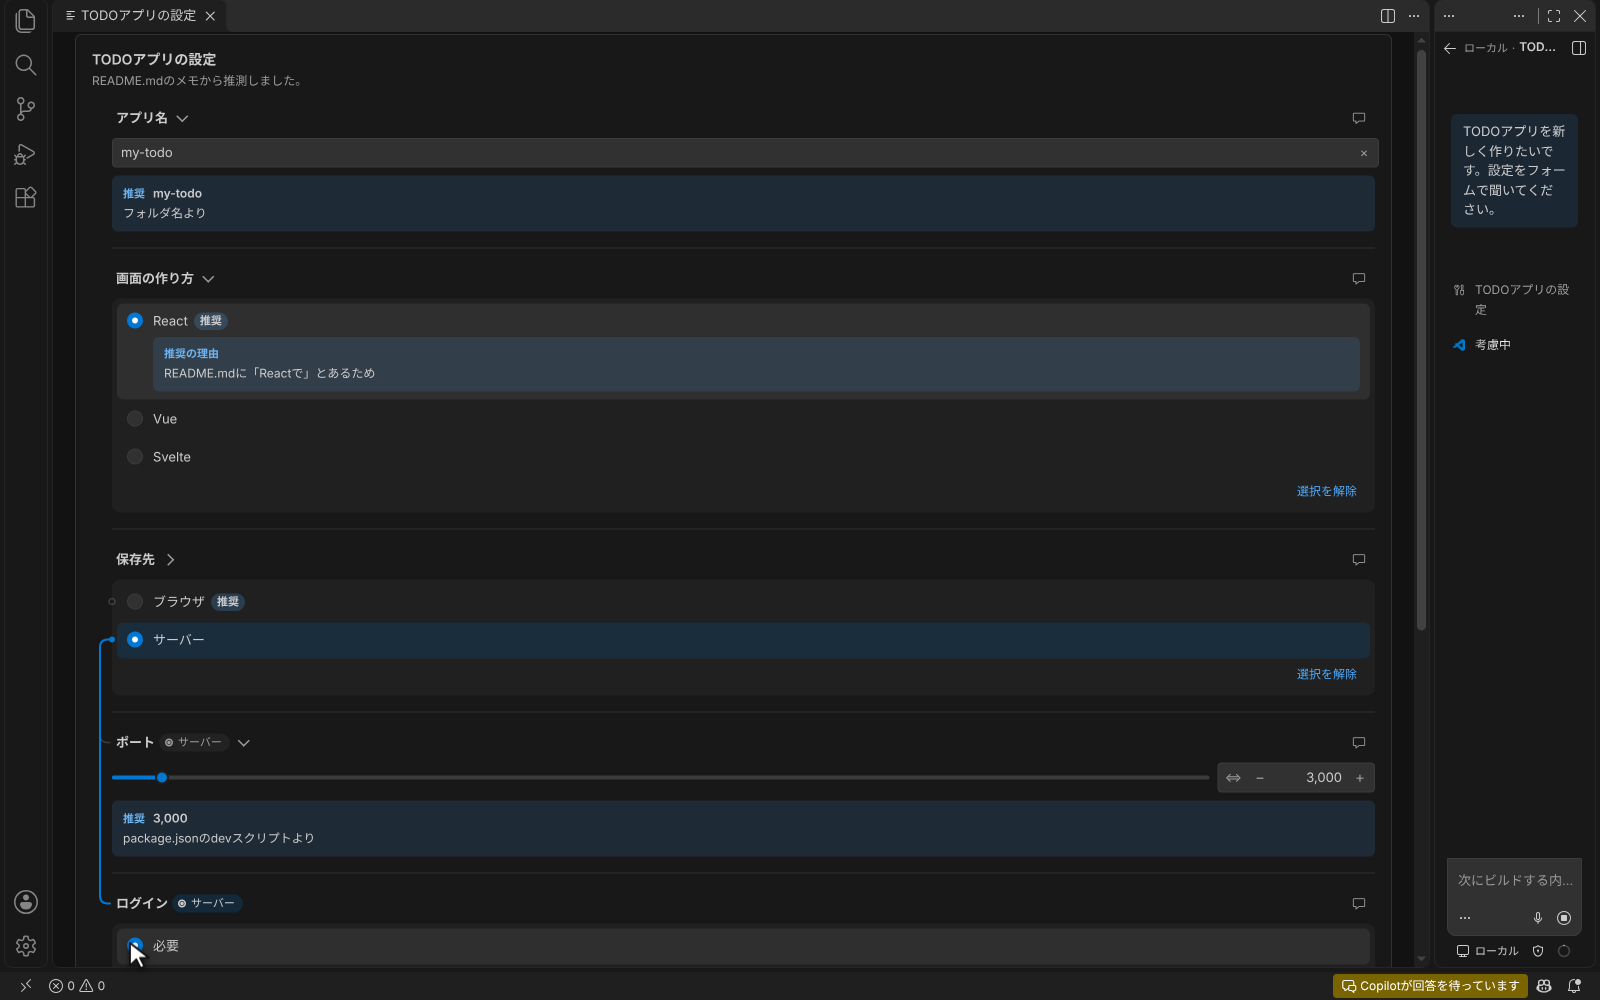 TODOアプリの設定
TODOアプリの設定
README.mdのメモから推測しました。
アプリ名
my-todo
推奨 my-todo
フォルダ名より
画面の作り方
React 推奨
推奨の理由
README.mdに「Reactで」とあるため
Vue
Svelte
選択を解除
保存先
ブラウザ 推奨
サーバー
選択を解除
ポート サーバー
3,000
推奨 3,000
package.jsonのdevスクリプトより
ログイン サーバー
必要
ローカル · TOD...
TODOアプリを新
しく作りたいで
す。設定をフォー
ムで聞いてくだ
さい。
TODOアプリの設
定
考慮中
次にビルドする内...
ローカル
0 0
Copilotが回答を待っています